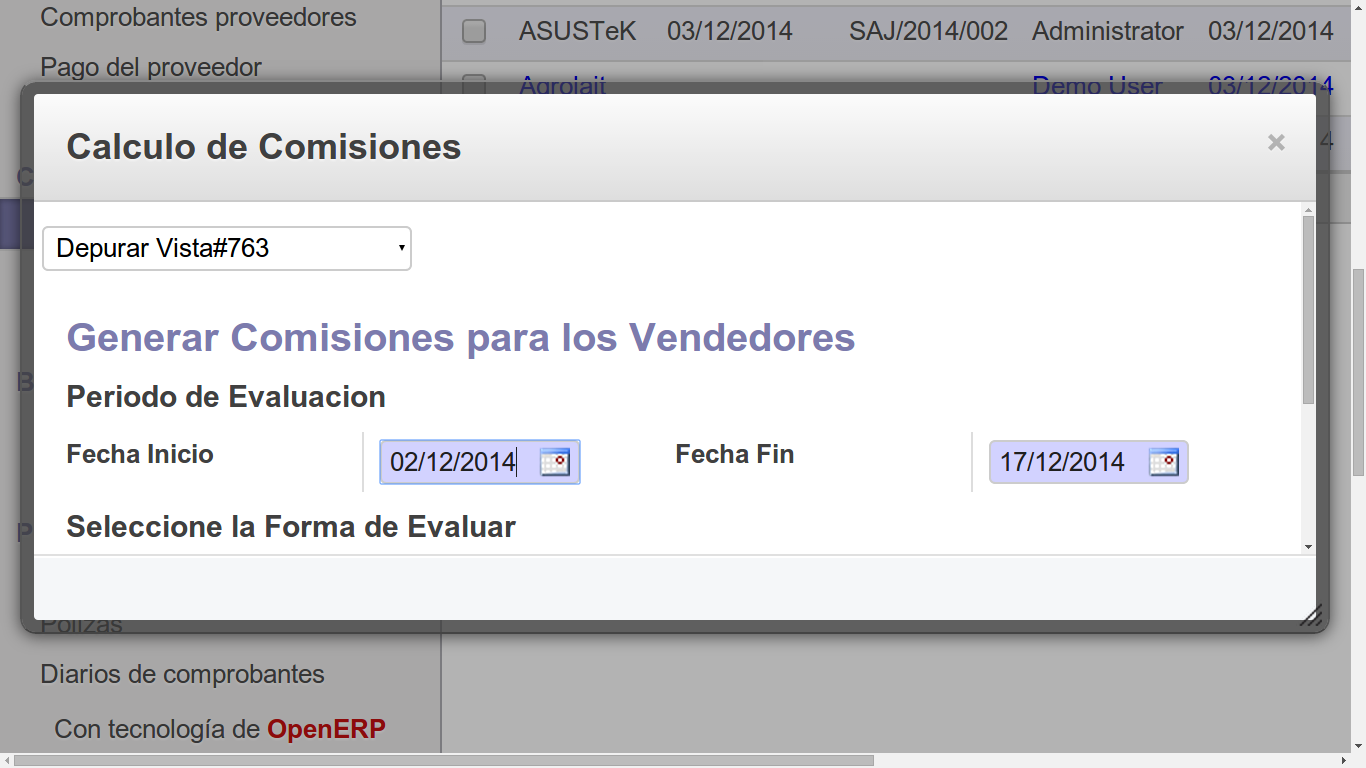 Comprobantes proveedores
ASUSTeK 03/12/2014 SAJ/2014/002 Administrator 03/12/2014
Pago del proveedor
Agrolait Demo User 03/12/2014
Calculo de Comisiones
×
4
C
Depurar Vista#763
Generar Comisiones para los Vendedores
B
Periodo de Evaluacion
Fecha Inicio 02/12/2014 Fecha Fin 17/12/2014
Seleccione la Forma de Evaluar
P
Polizas
Diarios de comprobantes
Con tecnología de OpenERP